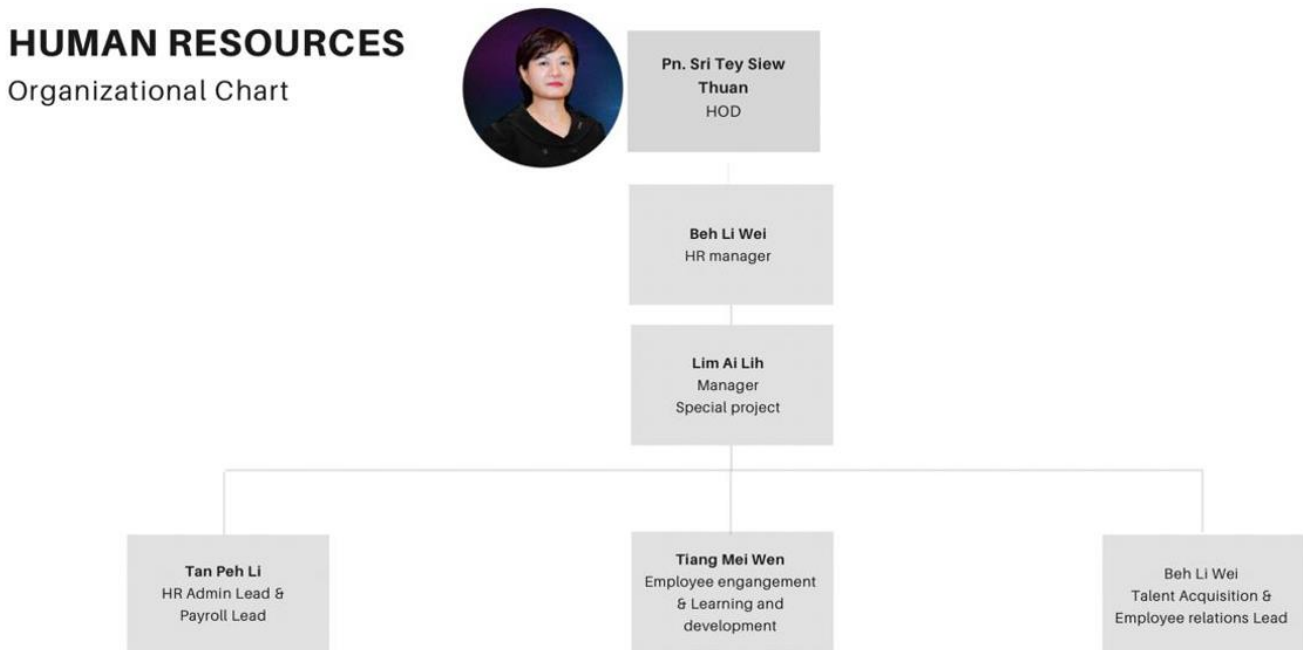 HUMAN RESOURCES
Organizational Chart
Pn. Sri Tey Siew
Thuan
HOD
Beh Li Wei
HR manager
Lim Ai Lih
Manager
Special project
Tan Peh Li
HR Admin Lead &
Payroll Lead
Tiang Mei Wen
Employee engangement
& Learning and
development
Beh Li Wei
Talent Acquisition &
Employee relations Lead